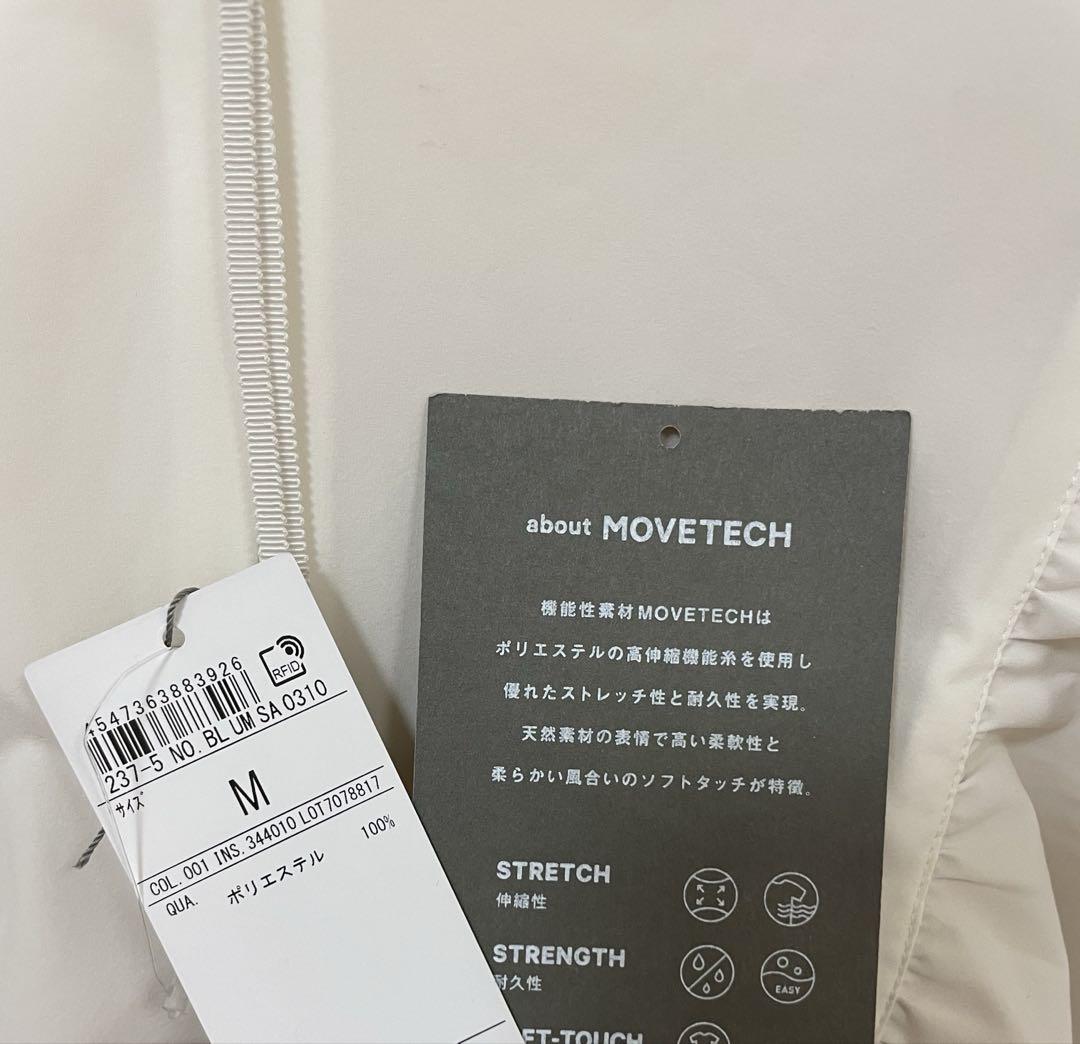 4547363883926
RFID
237-5 NO. BL UM SA 0310
サイズ
M
COL. 001 INS. 344010 LOT7078817
QUA. ポリエステル 100%
about MOVETECH
機能性素材MOVETECHは
ポリエステルの高伸縮機能糸を使用し
優れたストレッチ性と耐久性を実現。
天然素材の表情で高い柔軟性と
柔らかい風合いのソフトタッチが特徴。
STRETCH
伸縮性
STRENGTH
耐久性
EASY
FT-TOUCH